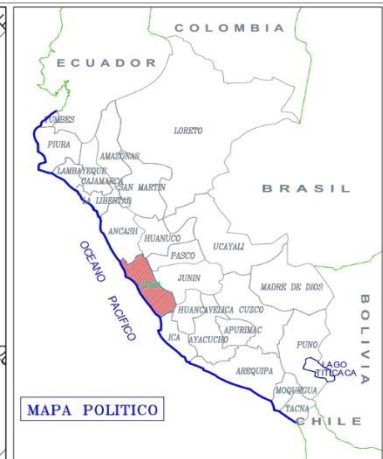 COLOMBIA
ECUADOR
TUMBES
LORETO
PIURA
AMAZONAS
LAMBAYEQUE
CAJAMARCA
SAN MARTIN
BRASIL
LA LIBERTAD
ANCASH
HUANUCO
UCAYALI
PASCO
OCEANO PACIFICO
JUNIN
MADRE DE DIOS
LIMA
HUANCAVELICA
CUZCO
APURIMAC
ICA
AYACUCHO
PUNO
LAGO
TITICACA
BOLIVIA
AREQUIPA
MOQUEGUA
TACNA
CHILE
MAPA POLITICO